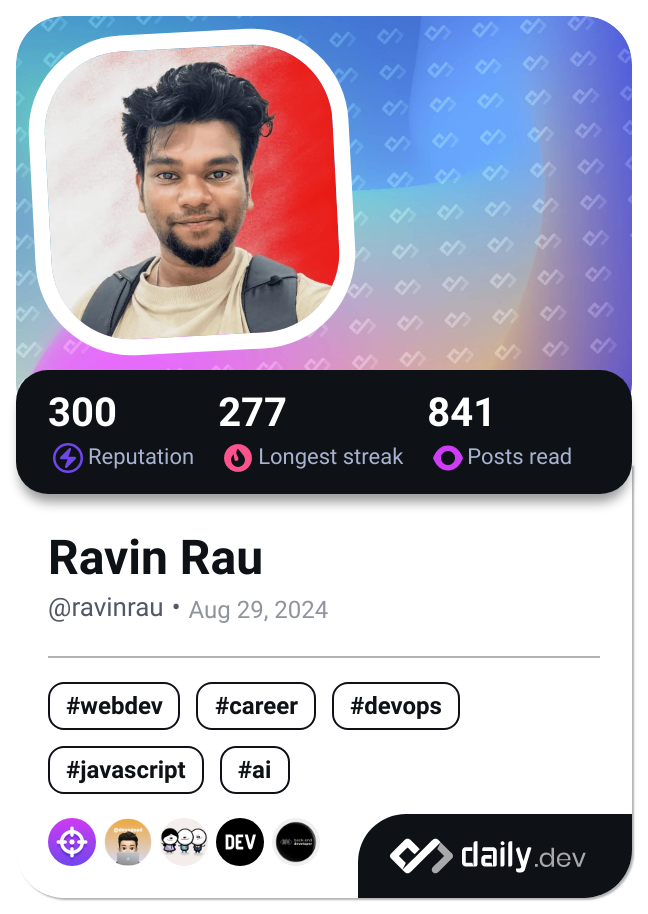 300 277 841
Reputation Longest streak Posts read
Ravin Rau
@ravinrau • Aug 29, 2024
#webdev #career #devops
#javascript #ai
DEV
daily.dev